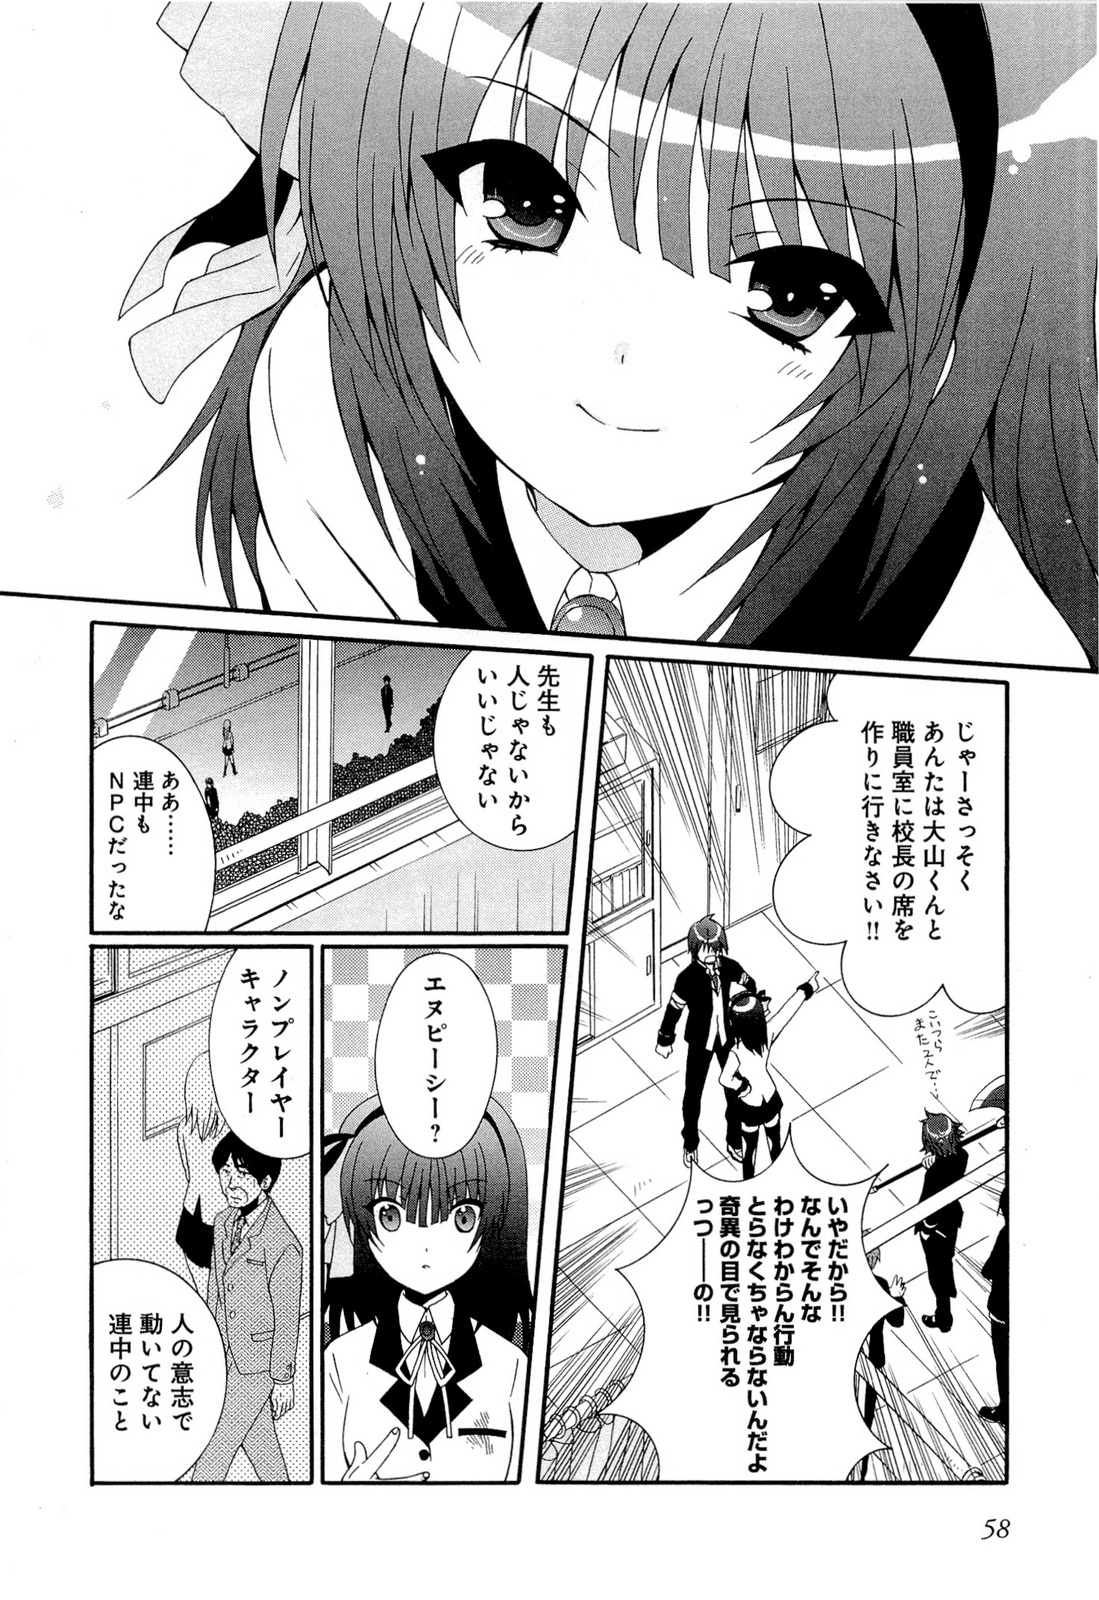 じゃーさっそく
あんたは大山くんと
職員室に校長の席を
作りに行きなさい!!
こいつら
また2人で…
いやだから!!
なんでそんな
わけわからん行動
とらなくちゃならないんだよ
奇異の目で見られる
っつ――の!!
先生も
人じゃないから
いいじゃない
ああ……
連中も
NPCだったな
エヌピーシー?
ノンプレイヤー
キャラクター
人の意志で
動いてない
連中のこと
58